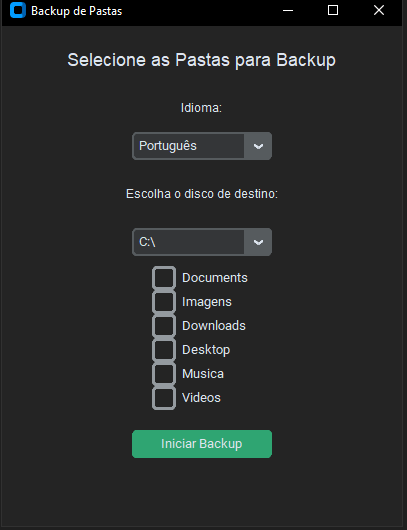 Backup de Pastas
Selecione as Pastas para Backup
Idioma:
Português
Escolha o disco de destino:
C:\
Documents
Imagens
Downloads
Desktop
Musica
Videos
Iniciar Backup